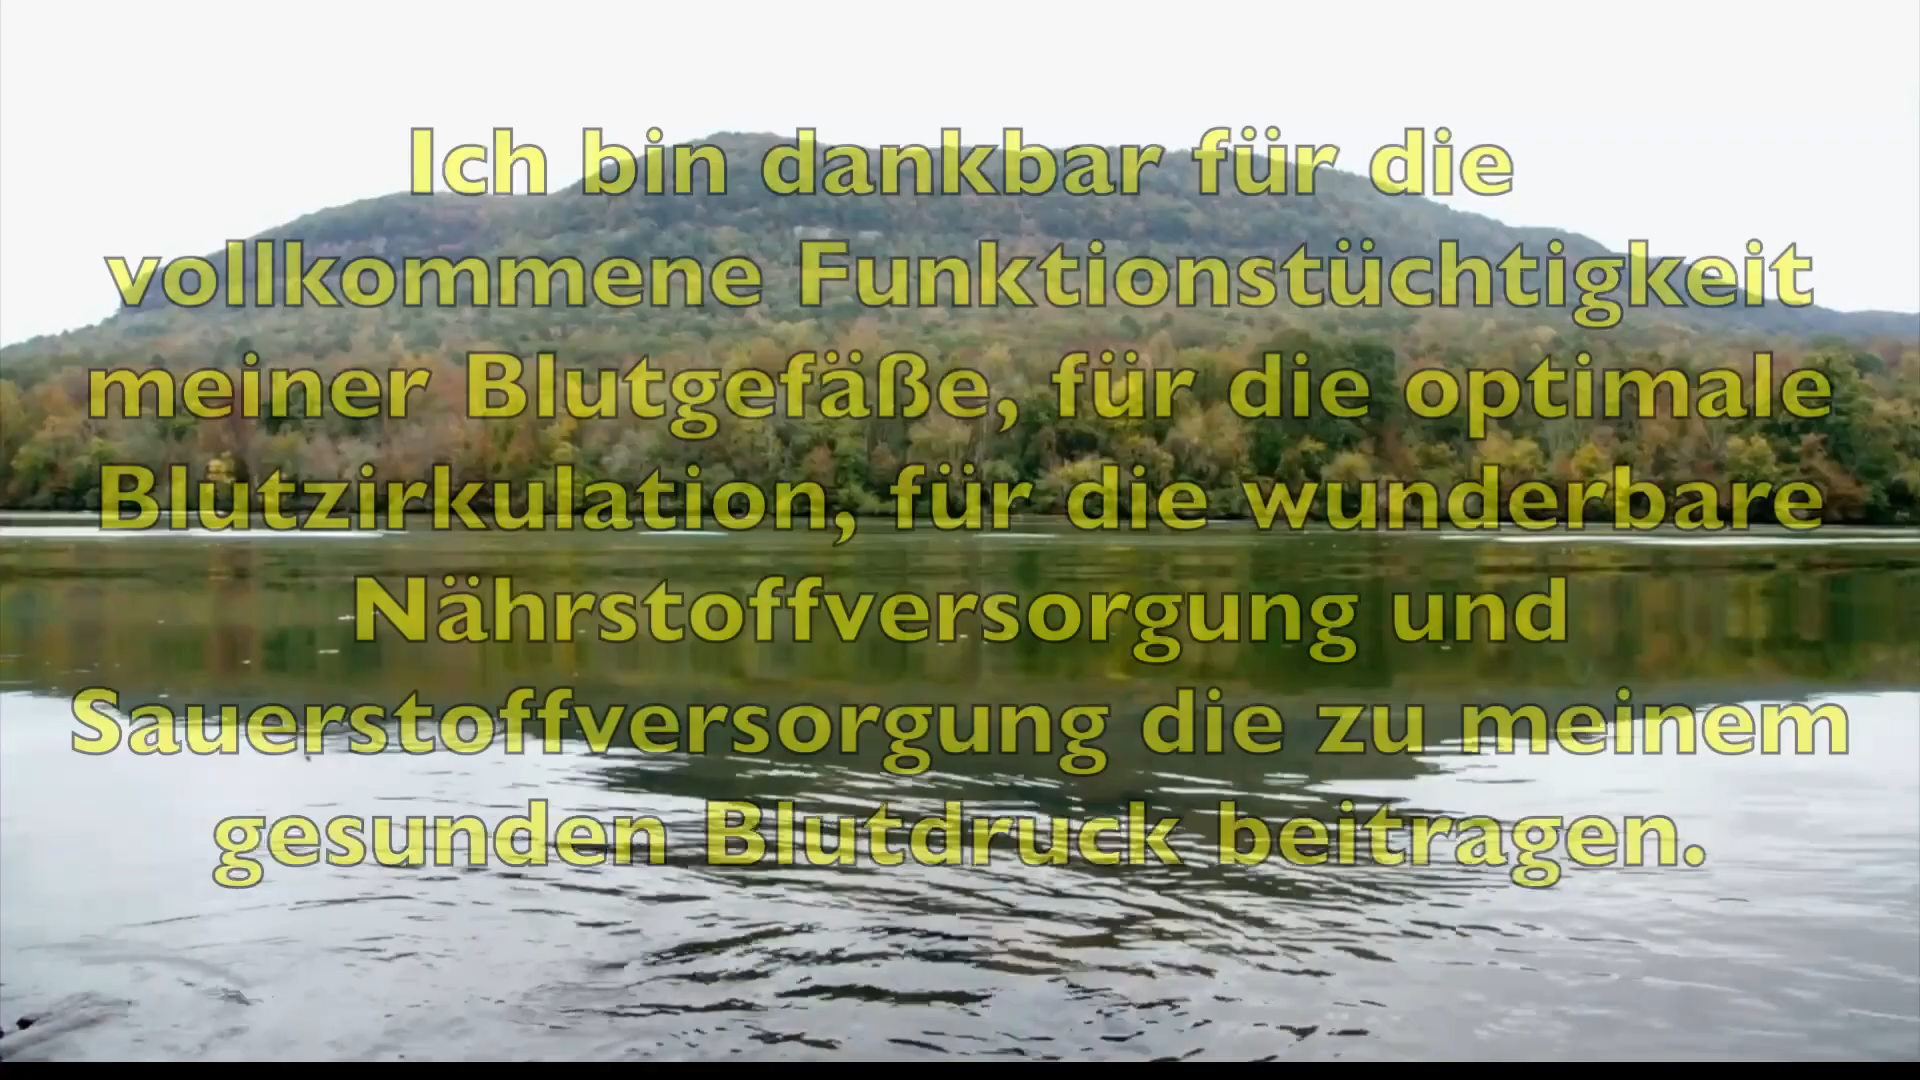 Ich bin dankbar für die
vollkommene Funktionstüchtigkeit
meiner Blutgefäße, für die optimale
Blutzirkulation, für die wunderbare
Nährstoffversorgung und
Sauerstoffversorgung die zu meinem
gesunden Blutdruck beitragen.